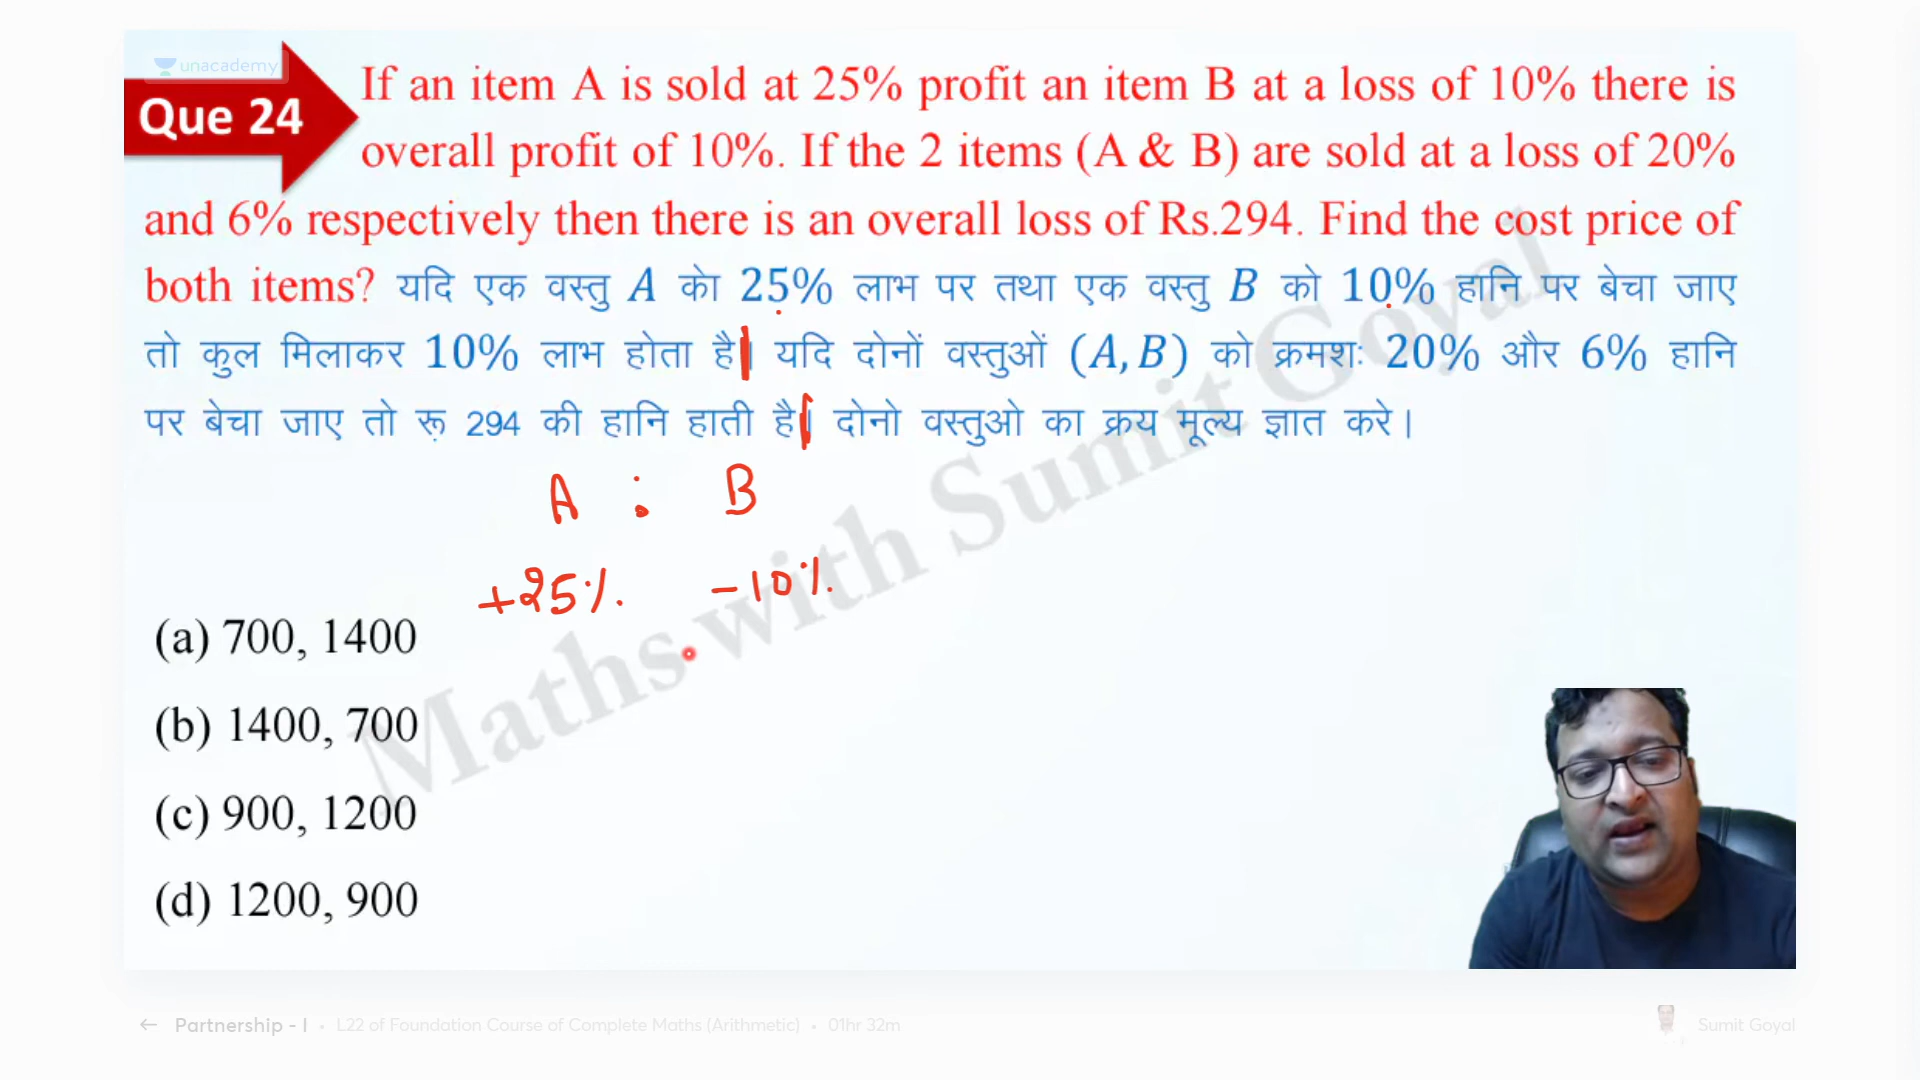 unacademy
Que 24
If an item A is sold at 25% profit an item B at a loss of 10% there is
overall profit of 10%. If the 2 items (A & B) are sold at a loss of 20%
and 6% respectively then there is an overall loss of Rs.294. Find the cost price of
both items? यदि एक वस्तु A केा 25% लाभ पर तथा एक वस्तु B को 10% हानि पर बेचा जाए
तो कुल मिलाकर 10% लाभ होता है। यदि दोनों वस्तुओं (A, B) को क्रमशः 20% और 6% हानि
पर बेचा जाए तो रू 294 की हानि हाती है। दोनो वस्तुओ का क्रय मूल्य ज्ञात करे।
A : B
+25% -10%
(a) 700, 1400
(b) 1400, 700
(c) 900, 1200
(d) 1200, 900
Maths with Sumit Goyal
← Partnership - I • L22 of Foundation Course of Complete Maths (Arithmetic) • 01hr 32m
Sumit Goyal